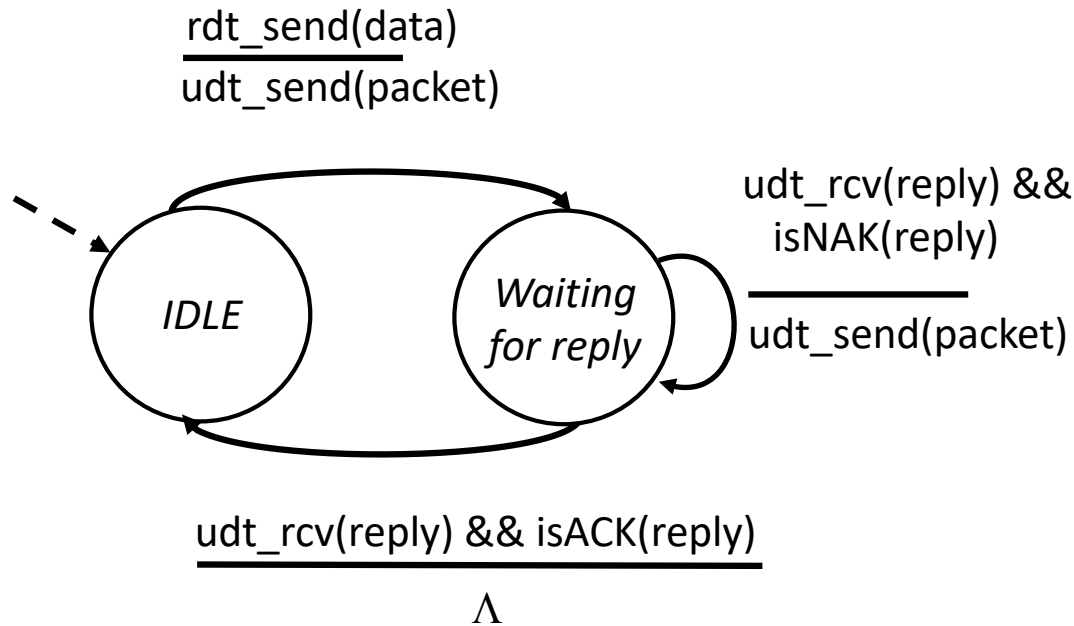 rdt_send(data)
udt_send(packet)
udt_rcv(reply) &&
isNAK(reply)
udt_send(packet)
IDLE
Waiting
for reply
udt_rcv(reply) && isACK(reply)
Λ